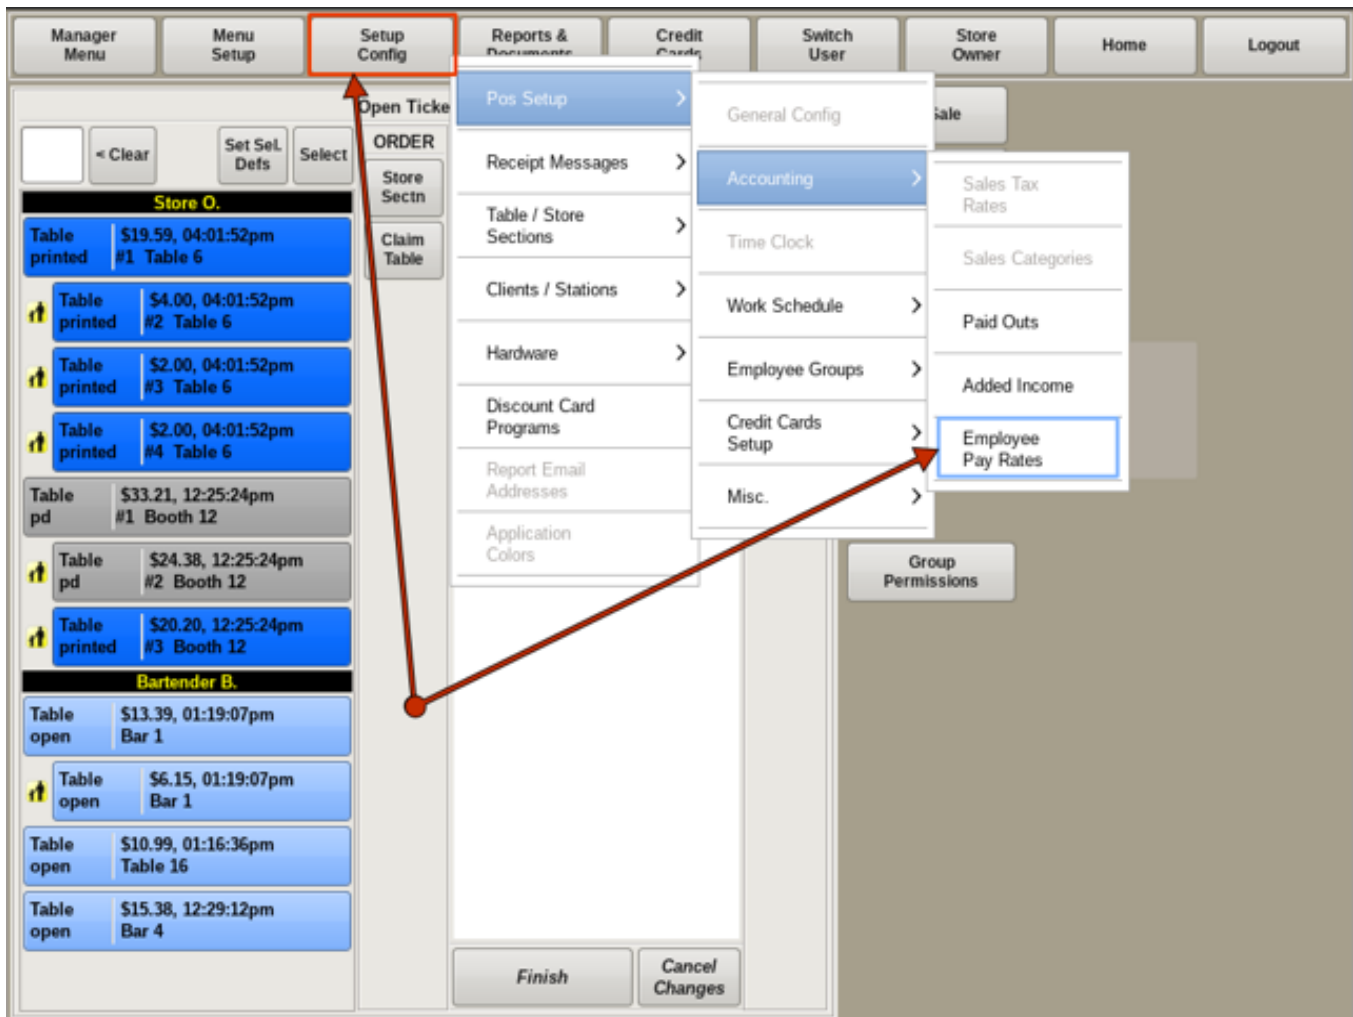 Manager
Menu
Menu
Setup
Setup
Config
Reports &
Documents
Credit
Cards
Switch
User
Store
Owner
Home
Logout
Open Ticke
< Clear
Set Sel.
Defs
Select
ORDER
Store
Sectn
Claim
Table
Store O.
Table $19.59, 04:01:52pm
printed #1 Table 6
Table $4.00, 04:01:52pm
printed #2 Table 6
Table $2.00, 04:01:52pm
printed #3 Table 6
Table $2.00, 04:01:52pm
printed #4 Table 6
Table $33.21, 12:25:24pm
pd #1 Booth 12
Table $24.38, 12:25:24pm
pd #2 Booth 12
Table $20.20, 12:25:24pm
printed #3 Booth 12
Bartender B.
Table $13.39, 01:19:07pm
open Bar 1
Table $6.15, 01:19:07pm
open Bar 1
Table $10.99, 01:16:36pm
open Table 16
Table $15.38, 12:29:12pm
open Bar 4
Pos Setup
Receipt Messages
Table / Store
Sections
Clients / Stations
Hardware
Discount Card
Programs
Report Email
Addresses
Application
Colors
General Config
Accounting
Time Clock
Work Schedule
Employee Groups
Credit Cards
Setup
Misc.
Sale
Sales Tax
Rates
Sales Categories
Paid Outs
Added Income
Employee
Pay Rates
Group
Permissions
Finish
Cancel
Changes